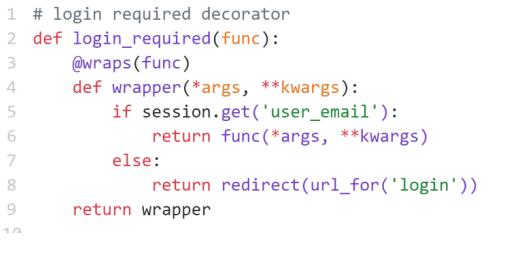 1 # login required decorator
2 def login_required(func):
3     @wraps(func)
4     def wrapper(*args, **kwargs):
5         if session.get('user_email'):
6             return func(*args, **kwargs)
7         else:
8             return redirect(url_for('login'))
9     return wrapper
10